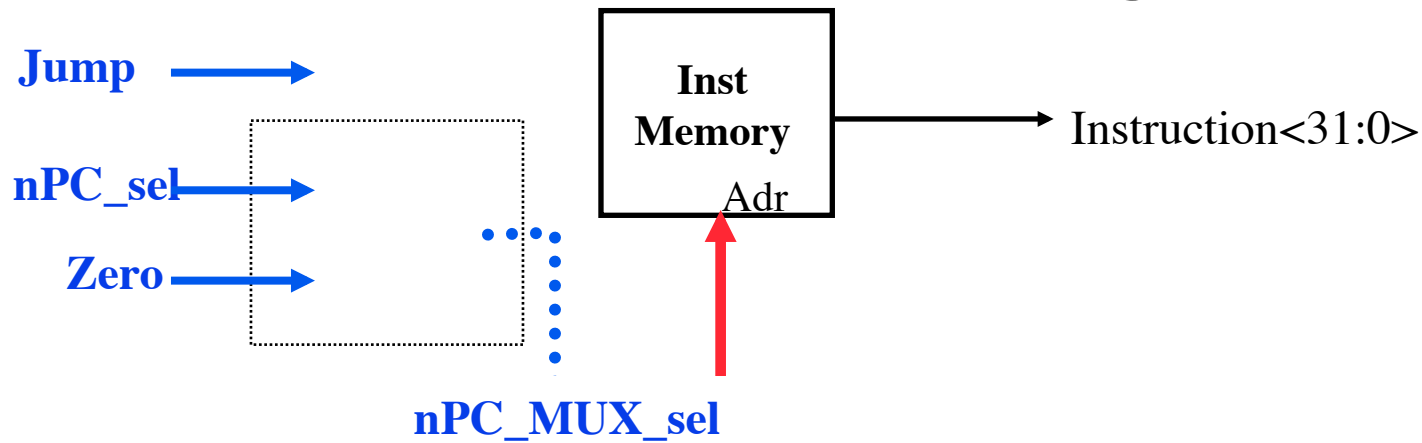 Jump
Inst
Memory
Instruction<31:0>
nPC_sel
Adr
Zero
nPC_MUX_sel